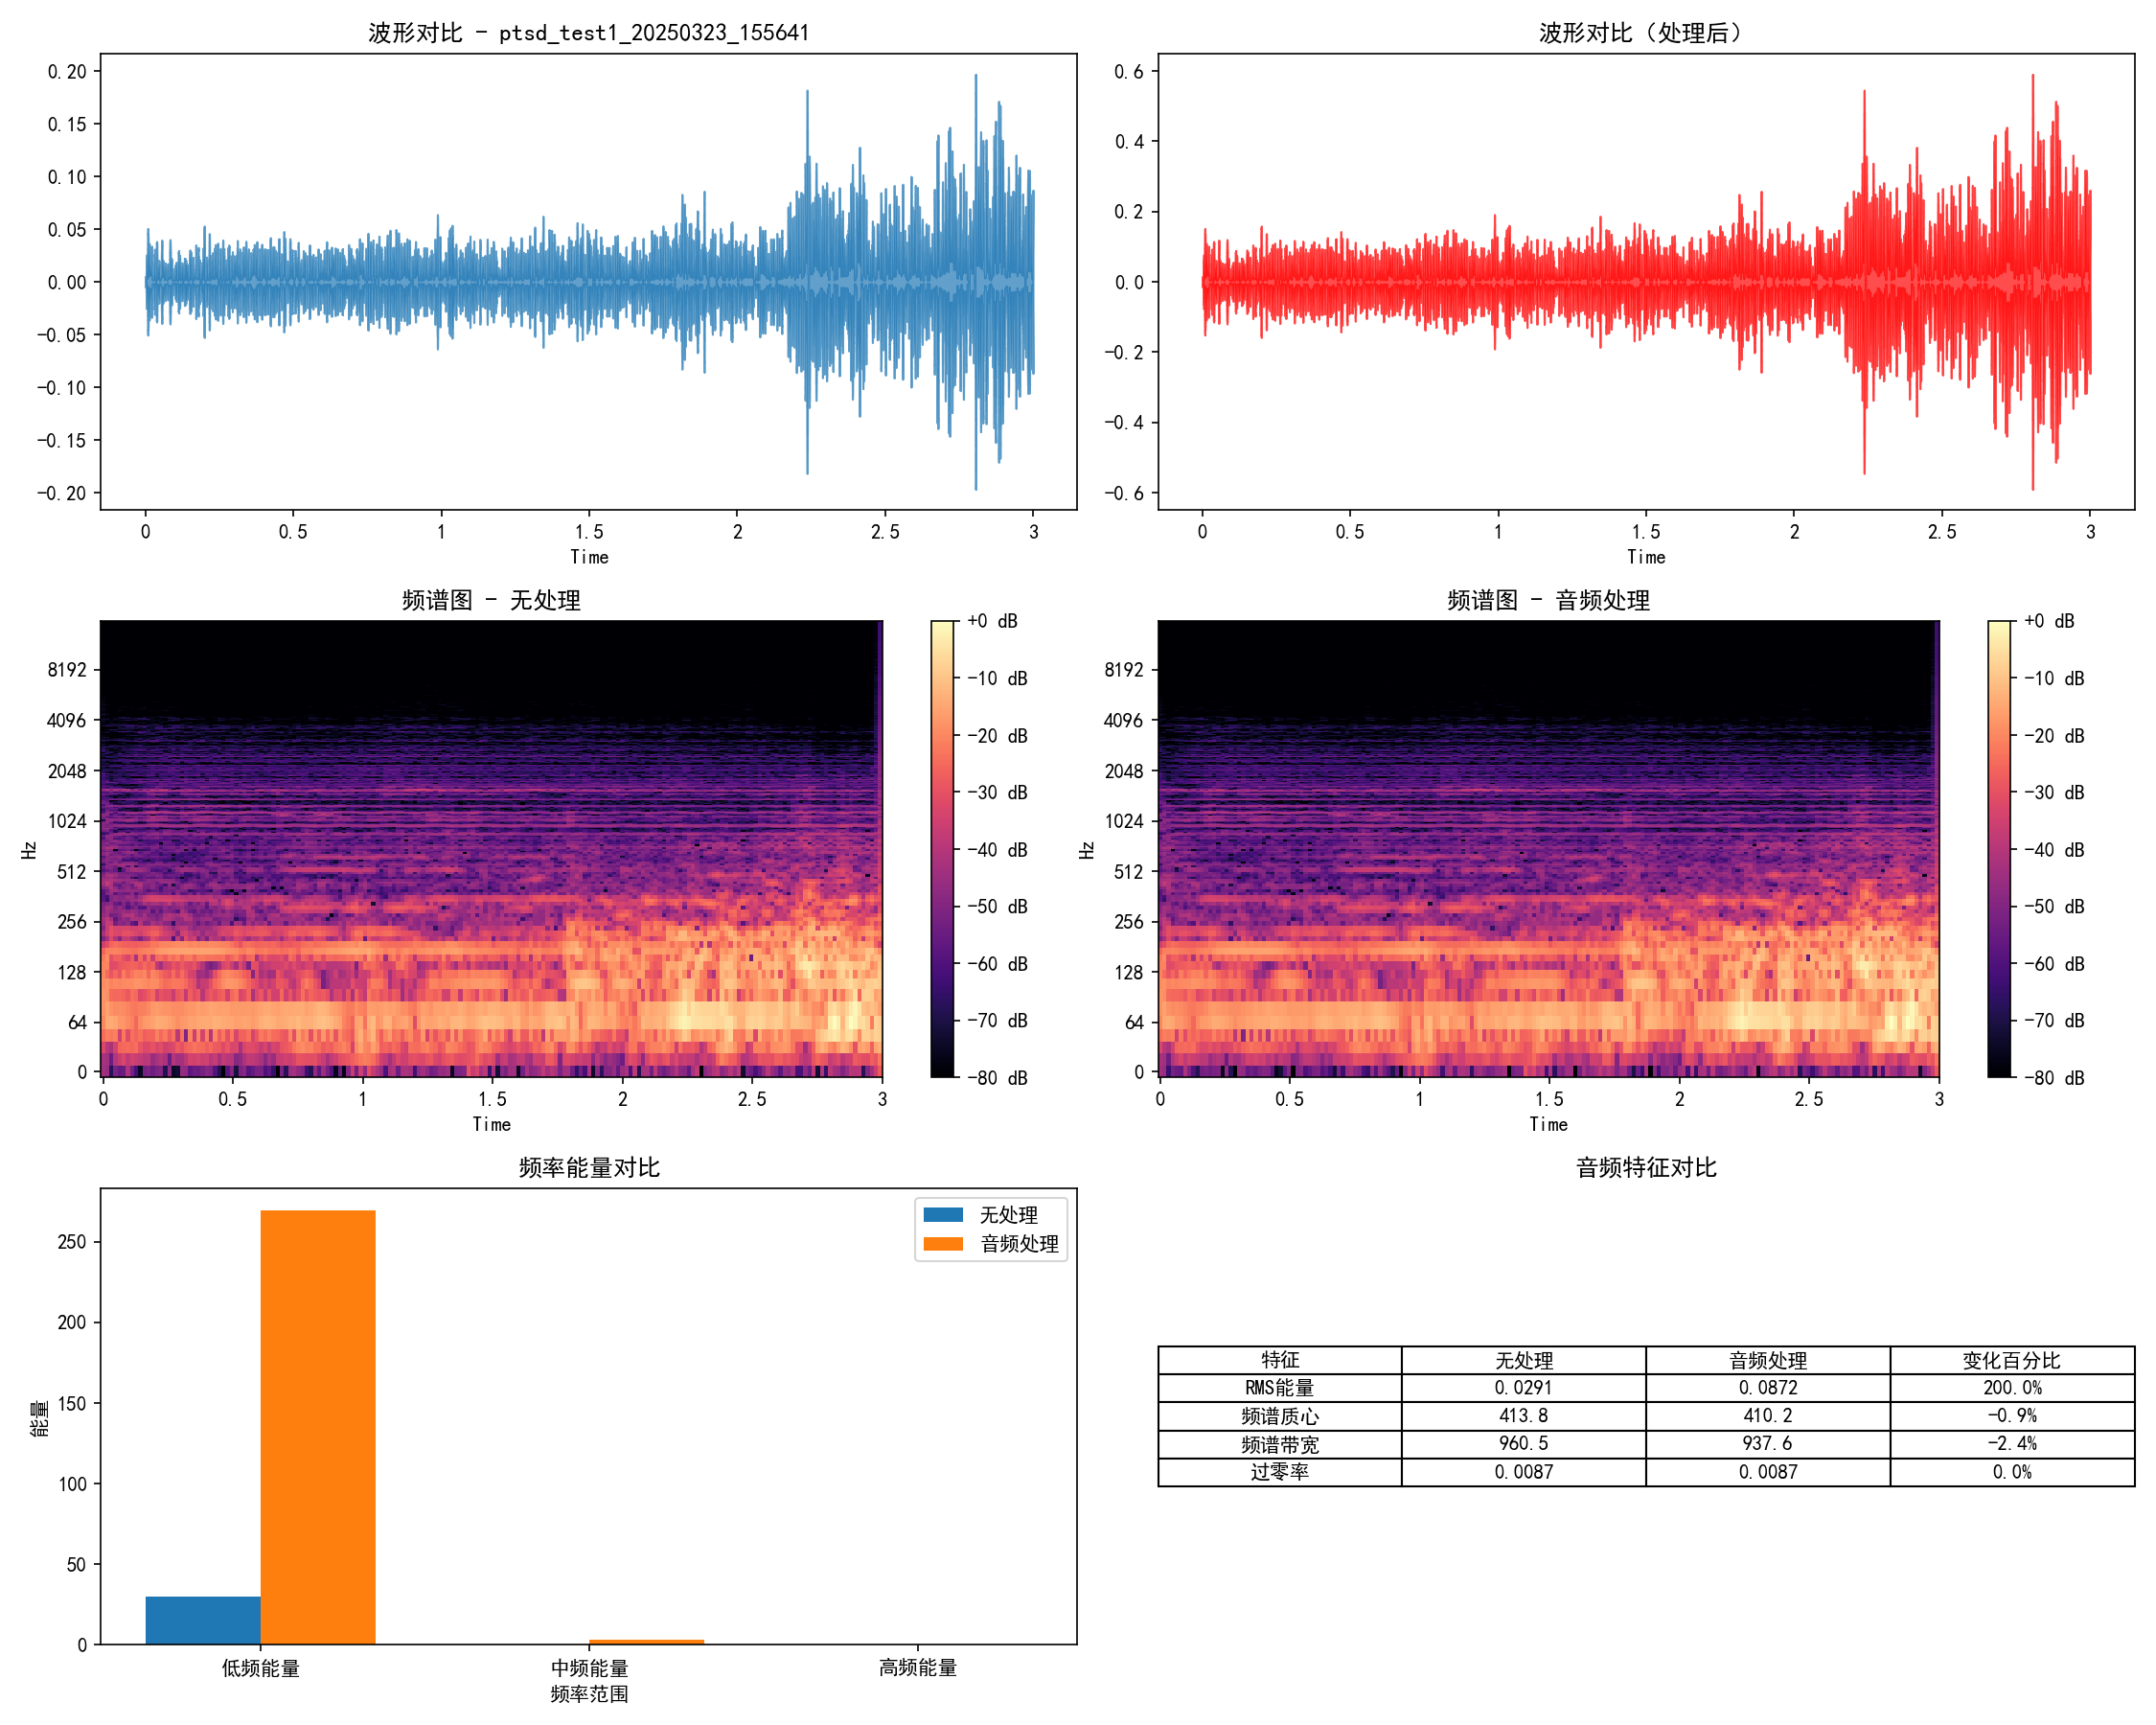 波形对比 - ptsd_test1_20250323_155641
0.20
0.15
0.10
0.05
0.00
-0.05
-0.10
-0.15
-0.20
0 0.5 1 1.5 2 2.5 3
Time
波形对比（处理后）
0.6
0.4
0.2
0.0
-0.2
-0.4
-0.6
0 0.5 1 1.5 2 2.5 3
Time
频谱图 - 无处理
Hz
8192
4096
2048
1024
512
256
128
64
0
0 0.5 1 1.5 2 2.5 3
Time
+0 dB
-10 dB
-20 dB
-30 dB
-40 dB
-50 dB
-60 dB
-70 dB
-80 dB
频谱图 - 音频处理
Hz
8192
4096
2048
1024
512
256
128
64
0
0 0.5 1 1.5 2 2.5 3
Time
+0 dB
-10 dB
-20 dB
-30 dB
-40 dB
-50 dB
-60 dB
-70 dB
-80 dB
频率能量对比
能量
250
200
150
100
50
0
无处理
音频处理
低频能量 中频能量 高频能量
频率范围
音频特征对比
特征 无处理 音频处理 变化百分比
RMS能量 0.0291 0.0872 200.0%
频谱质心 413.8 410.2 -0.9%
频谱带宽 960.5 937.6 -2.4%
过零率 0.0087 0.0087 0.0%